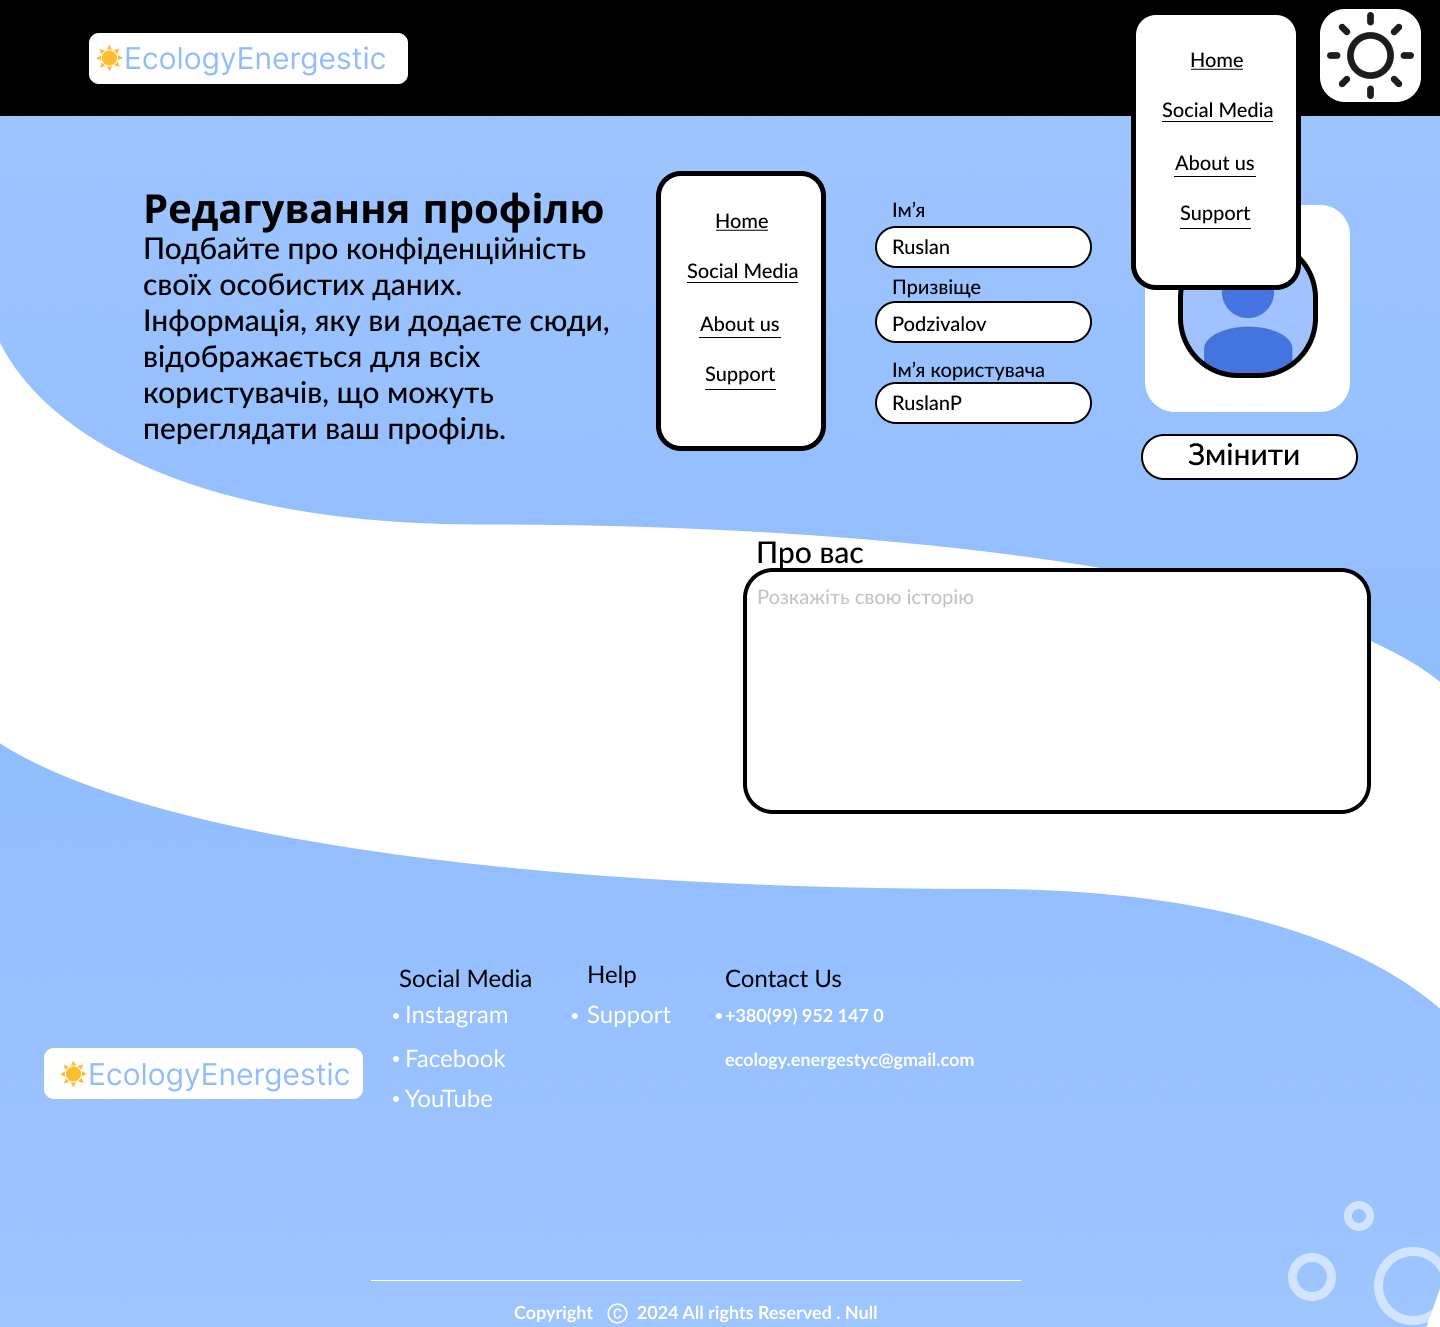 EcologyEnergestic
Home
Social Media
About us
Support
Редагування профілю
Подбайте про конфіденційність
своїх особистих даних.
Інформація, яку ви додаєте сюди,
відображається для всіх
користувачів, що можуть
переглядати ваш профіль.
Home
Social Media
About us
Support
Ім'я
Ruslan
Призвіще
Podzivalov
Ім'я користувача
RuslanP
Змінити
Про вас
Розкажіть свою історію
EcologyEnergestic
Social Media
• Instagram
• Facebook
• YouTube
Help
• Support
Contact Us
• +380(99) 952 147 0
ecology.energestyc@gmail.com
Copyright © 2024 All rights Reserved . Null